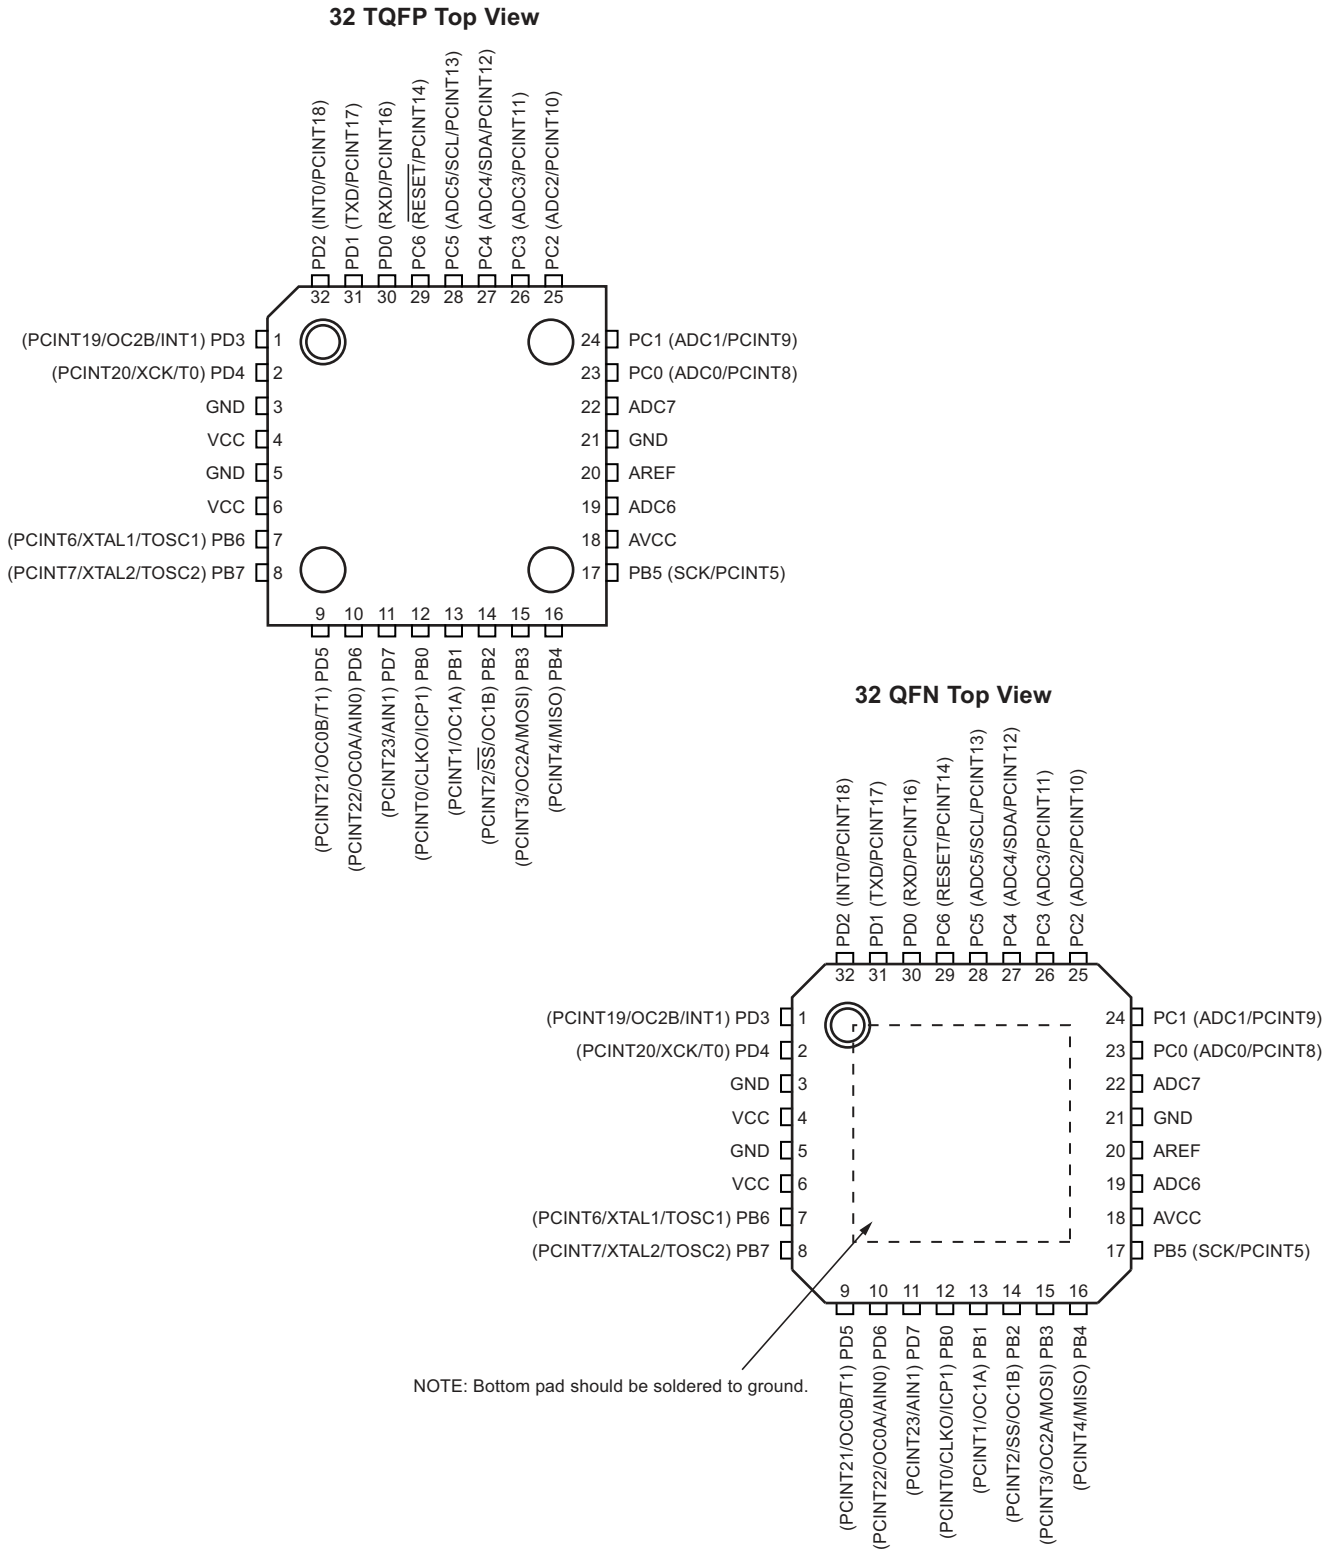 32 TQFP Top View
PD2 (INT0/PCINT18)
PD1 (TXD/PCINT17)
PD0 (RXD/PCINT16)
PC6 (RESET/PCINT14)
PC5 (ADC5/SCL/PCINT13)
PC4 (ADC4/SDA/PCINT12)
PC3 (ADC3/PCINT11)
PC2 (ADC2/PCINT10)
32 31 30 29 28 27 26 25
(PCINT19/OC2B/INT1) PD3 1
(PCINT20/XCK/T0) PD4 2
GND 3
VCC 4
GND 5
VCC 6
(PCINT6/XTAL1/TOSC1) PB6 7
(PCINT7/XTAL2/TOSC2) PB7 8
24 PC1 (ADC1/PCINT9)
23 PC0 (ADC0/PCINT8)
22 ADC7
21 GND
20 AREF
19 ADC6
18 AVCC
17 PB5 (SCK/PCINT5)
9 10 11 12 13 14 15 16
(PCINT21/OC0B/T1) PD5
(PCINT22/OC0A/AIN0) PD6
(PCINT23/AIN1) PD7
(PCINT0/CLKO/ICP1) PB0
(PCINT1/OC1A) PB1
(PCINT2/SS/OC1B) PB2
(PCINT3/OC2A/MOSI) PB3
(PCINT4/MISO) PB4
32 QFN Top View
PD2 (INT0/PCINT18)
PD1 (TXD/PCINT17)
PD0 (RXD/PCINT16)
PC6 (RESET/PCINT14)
PC5 (ADC5/SCL/PCINT13)
PC4 (ADC4/SDA/PCINT12)
PC3 (ADC3/PCINT11)
PC2 (ADC2/PCINT10)
32 31 30 29 28 27 26 25
(PCINT19/OC2B/INT1) PD3 1
(PCINT20/XCK/T0) PD4 2
GND 3
VCC 4
GND 5
VCC 6
(PCINT6/XTAL1/TOSC1) PB6 7
(PCINT7/XTAL2/TOSC2) PB7 8
24 PC1 (ADC1/PCINT9)
23 PC0 (ADC0/PCINT8)
22 ADC7
21 GND
20 AREF
19 ADC6
18 AVCC
17 PB5 (SCK/PCINT5)
9 10 11 12 13 14 15 16
(PCINT21/OC0B/T1) PD5
(PCINT22/OC0A/AIN0) PD6
(PCINT23/AIN1) PD7
(PCINT0/CLKO/ICP1) PB0
(PCINT1/OC1A) PB1
(PCINT2/SS/OC1B) PB2
(PCINT3/OC2A/MOSI) PB3
(PCINT4/MISO) PB4
NOTE: Bottom pad should be soldered to ground.